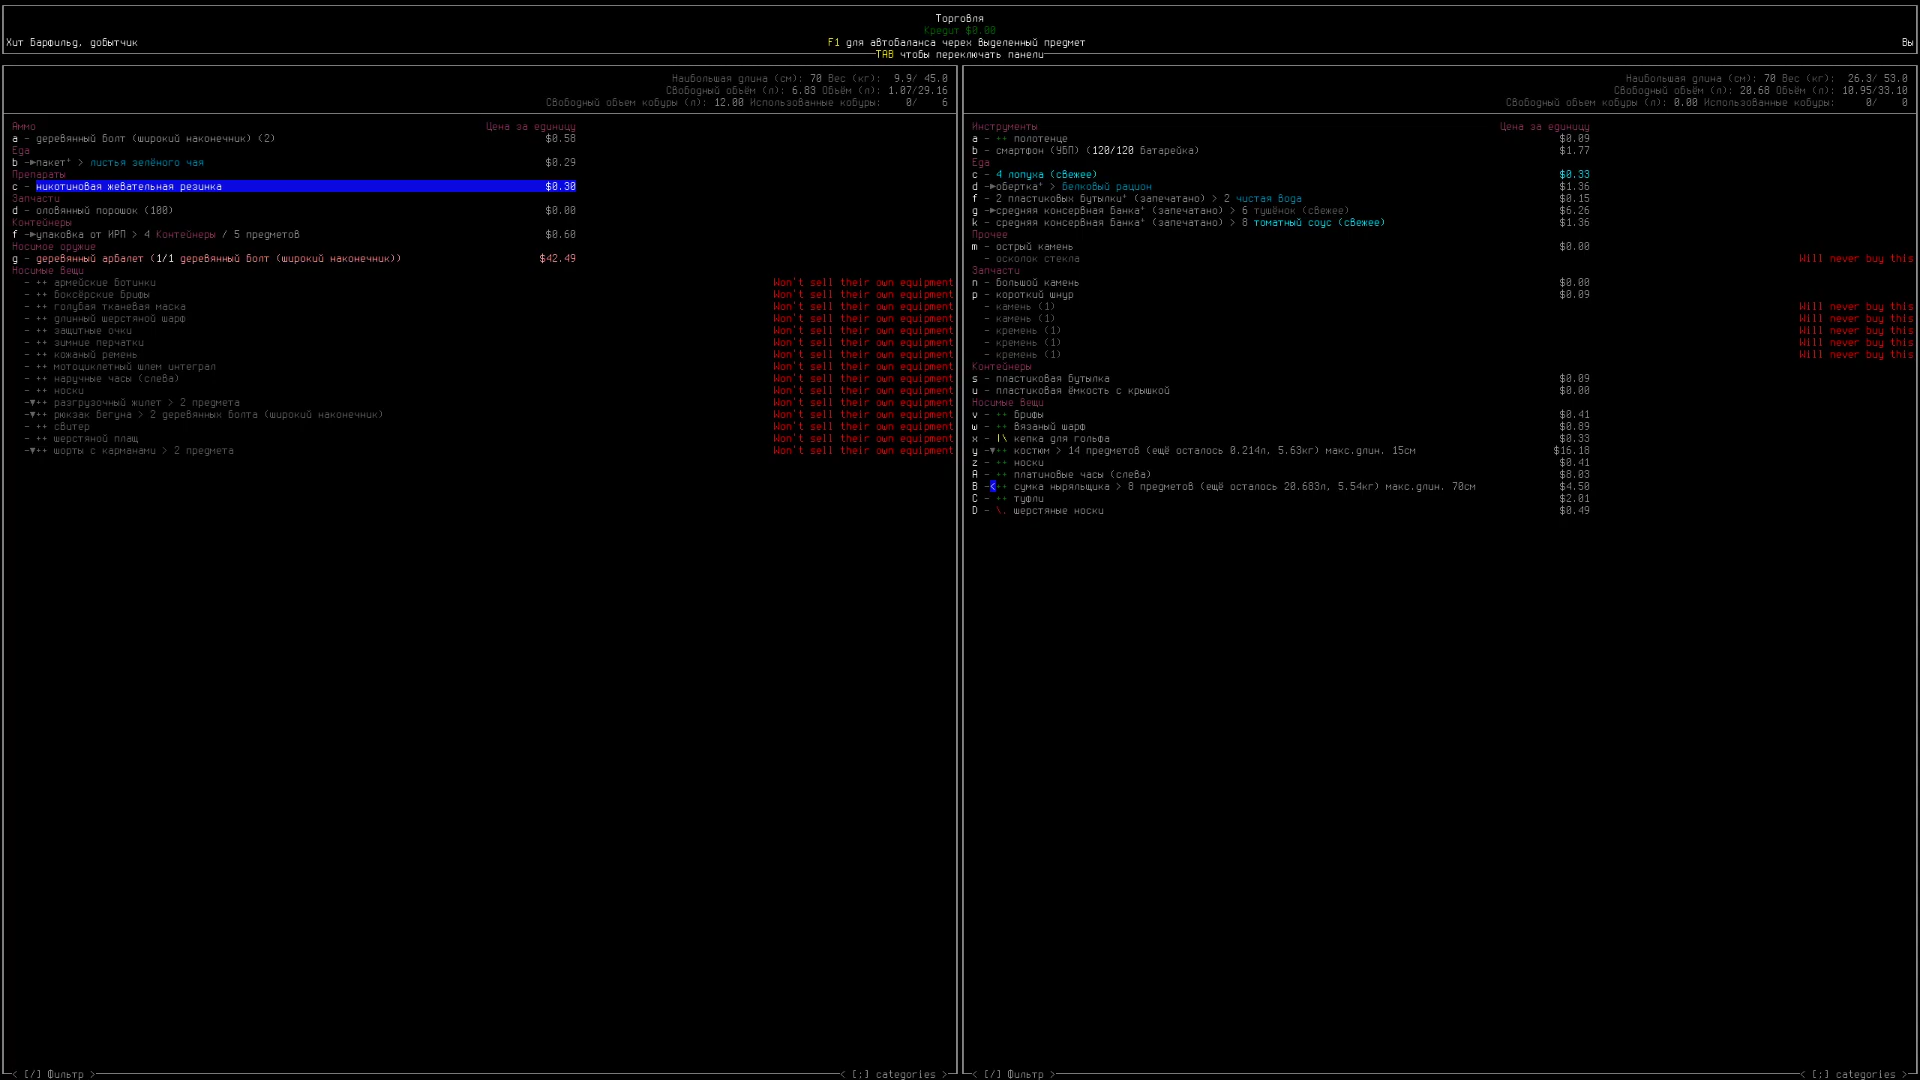 Торговля
Кредит $0.00
Хит Барфильд, добытчик F1 для автобаланса черех выделенный предмет Вы
TAB чтобы переключать панели
Наибольшая длина (см): 70 Вес (кг): 9.9/ 45.0
Свободный объём (л): 6.83 Объём (л): 1.07/29.16
Свободный объем кобуры (л): 12.00 Использованные кобуры: 0/ 6
Аммо Цена за единицу
a - деревянный болт (широкий наконечник) (2) $0.58
Еда
b -►пакет⁺ > листья зелёного чая $0.29
Препараты
c - никотиновая жевательная резинка $0.30
Запчасти
d - оловянный порошок (100) $0.00
Контейнеры
f -►упаковка от ИРП > 4 Контейнеры / 5 предметов $0.60
Носимое оружие
g - деревянный арбалет (1/1 деревянный болт (широкий наконечник)) $42.49
Носимые Вещи
- ++ армейские ботинки Won't sell their own equipment
- ++ боксёрские брифы Won't sell their own equipment
- ++ голубая тканевая маска Won't sell their own equipment
- ++ длинный шерстяной шарф Won't sell their own equipment
- ++ защитные очки Won't sell their own equipment
- ++ зимние перчатки Won't sell their own equipment
- ++ кожаный ремень Won't sell their own equipment
- ++ мотоциклетный шлем интеграл Won't sell their own equipment
- ++ наручные часы (слева) Won't sell their own equipment
- ++ носки Won't sell their own equipment
-▼++ разгрузочный жилет > 2 предмета Won't sell their own equipment
-▼++ рюкзак бегуна > 2 деревянных болта (широкий наконечник) Won't sell their own equipment
- ++ свитер Won't sell their own equipment
- ++ шерстяной плащ Won't sell their own equipment
-▼++ шорты с карманами > 2 предмета Won't sell their own equipment
< [/] Фильтр > < [:] categories >
Наибольшая длина (см): 70 Вес (кг): 26.3/ 53.0
Свободный объём (л): 20.68 Объём (л): 10.95/33.10
Свободный объем кобуры (л): 0.00 Использованные кобуры: 0/ 0
Инструменты Цена за единицу
a - ++ полотенце $0.09
b - смартфон (УБП) (120/120 батарейка) $1.77
Еда
c - 4 лопуха (свежее) $0.33
d -►обертка⁺ > белковый рацион $1.36
f - 2 пластиковых бутылки⁺ (запечатано) > 2 чистая вода $0.15
g -►средняя консервная банка⁺ (запечатано) > 6 тушёнок (свежее) $6.26
k - средняя консервная банка⁺ (запечатано) > 8 томатный соус (свежее) $1.36
Прочее
m - острый камень $0.00
- осколок стекла Will never buy this
Запчасти
n - большой камень $0.00
p - короткий шнур $0.09
- камень (1) Will never buy this
- камень (1) Will never buy this
- кремень (1) Will never buy this
- кремень (1) Will never buy this
- кремень (1) Will never buy this
Контейнеры
s - пластиковая бутылка $0.09
u - пластиковая ёмкость с крышкой $0.00
Носимые Вещи
v - ++ брифы $0.41
w - ++ вязаный шарф $0.89
x - |\ кепка для гольфа $0.33
y -▼++ костюм > 14 предметов (ещё осталось 0.214л, 5.63кг) макс.длин. 15см $16.18
z - ++ носки $0.41
A - ++ платиновые часы (слева) $8.03
B -<++ сумка ныряльщика > 8 предметов (ещё осталось 20.683л, 5.54кг) макс.длин. 70см $4.50
C - ++ туфли $2.01
D - \. шерстяные носки $0.49
< [/] Фильтр > < [:] categories >